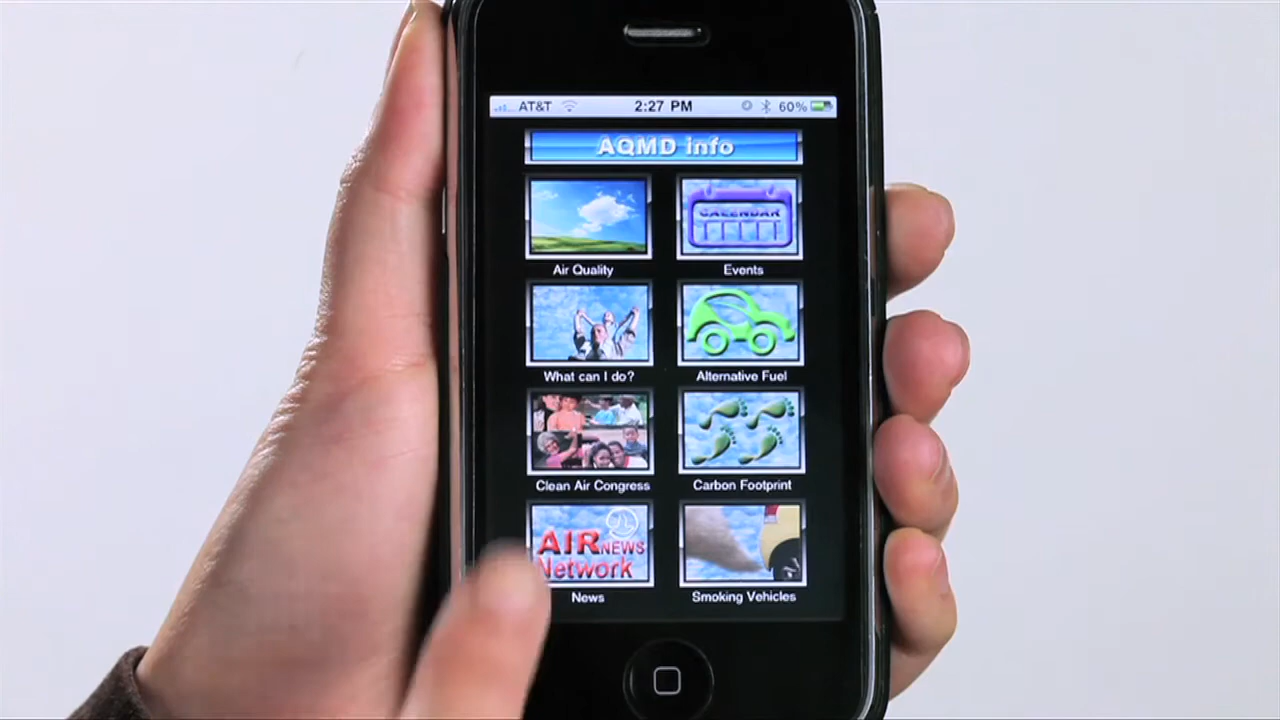 AT&T 2:27 PM 60%
AQMD info
CALENDAR
Air Quality Events
What can I do? Alternative Fuel
Clean Air Congress Carbon Footprint
AIR NEWS
Network
News Smoking Vehicles